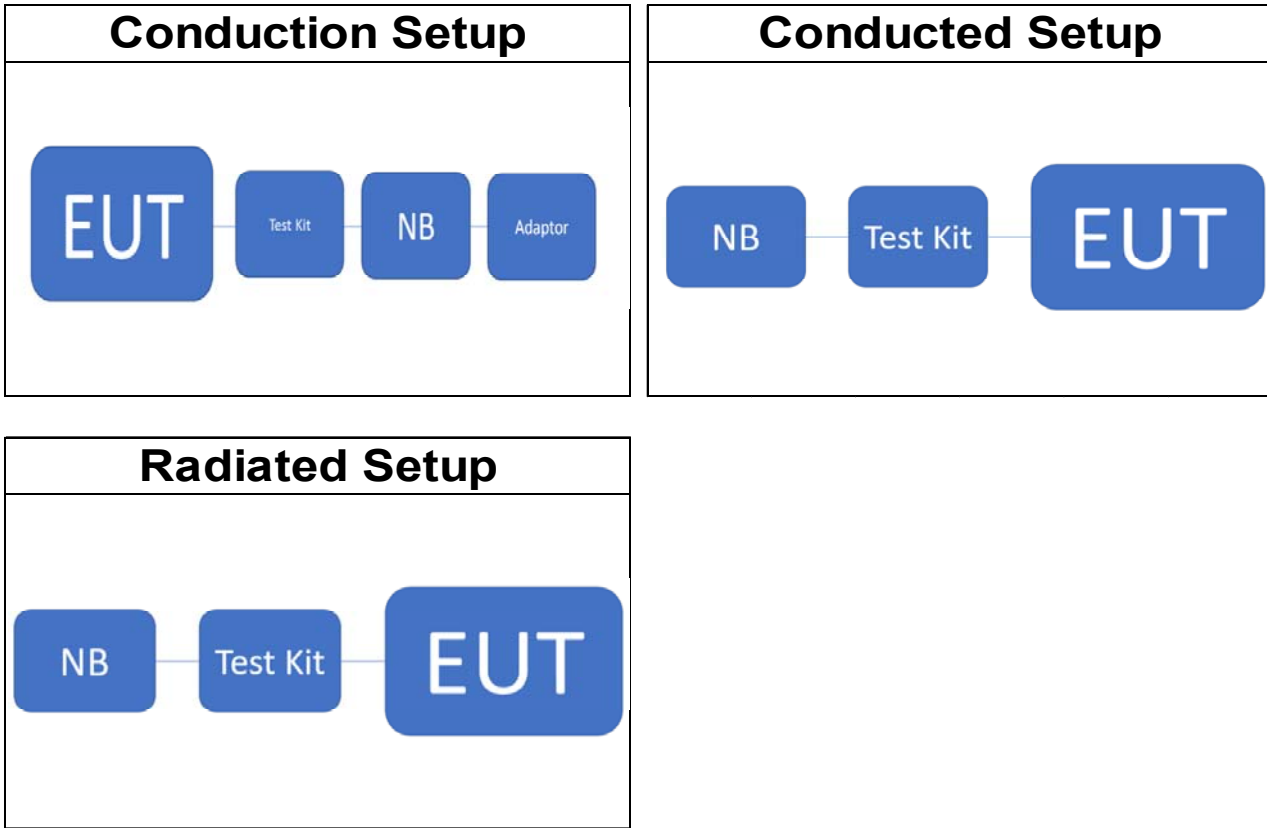 Conduction Setup
EUT Test Kit NB Adaptor
Conducted Setup
NB Test Kit EUT
Radiated Setup
NB Test Kit EUT